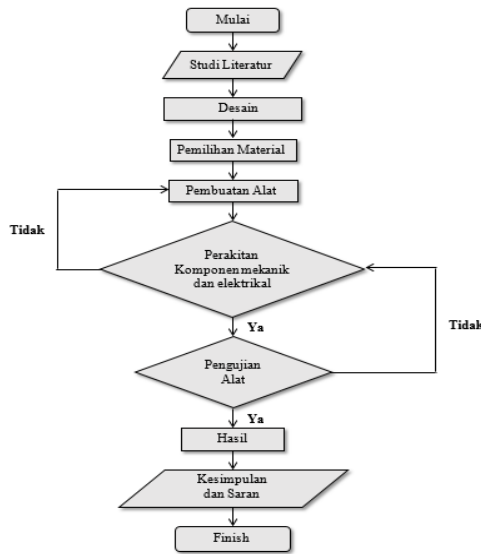 Mulai
Studi Literatur
Desain
Pemilihan Material
Pembuatan Alat
Tidak
Perakitan
Komponen mekanik
dan elektrikal
Ya
Tidak
Pengujian
Alat
Ya
Hasil
Kesimpulan
dan Saran
Finish